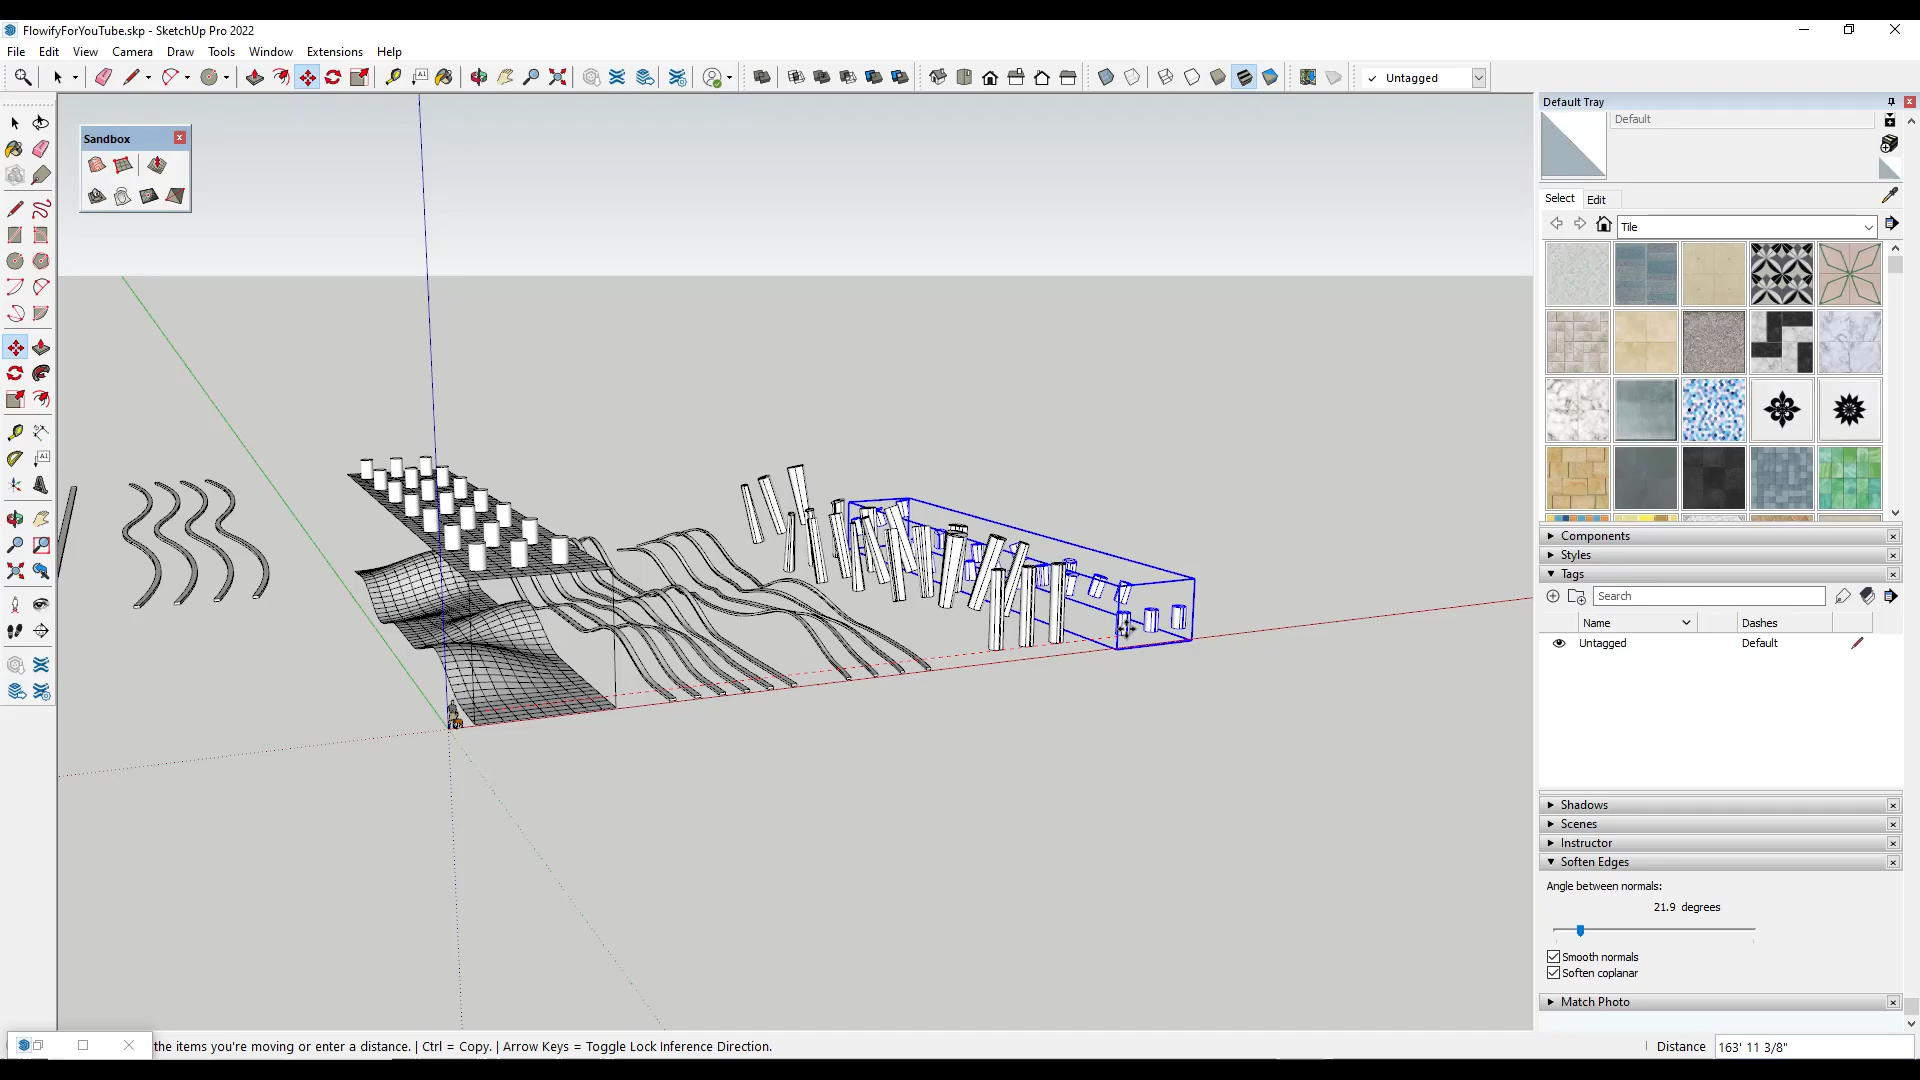 FlowifyForYouTube.skp - SketchUp Pro 2022
File Edit View Camera Draw Tools Window Extensions Help
Untagged
Default Tray
Default
Sandbox
Select Edit
Tile
Components
Styles
Tags
Search
Name Dashes
Untagged Default
Shadows
Scenes
Instructor
Soften Edges
Angle between normals:
21.9 degrees
Smooth normals
Soften coplanar
Match Photo
the items you're moving or enter a distance. | Ctrl = Copy. | Arrow Keys = Toggle Lock Inference Direction.
Distance 163' 11 3/8"